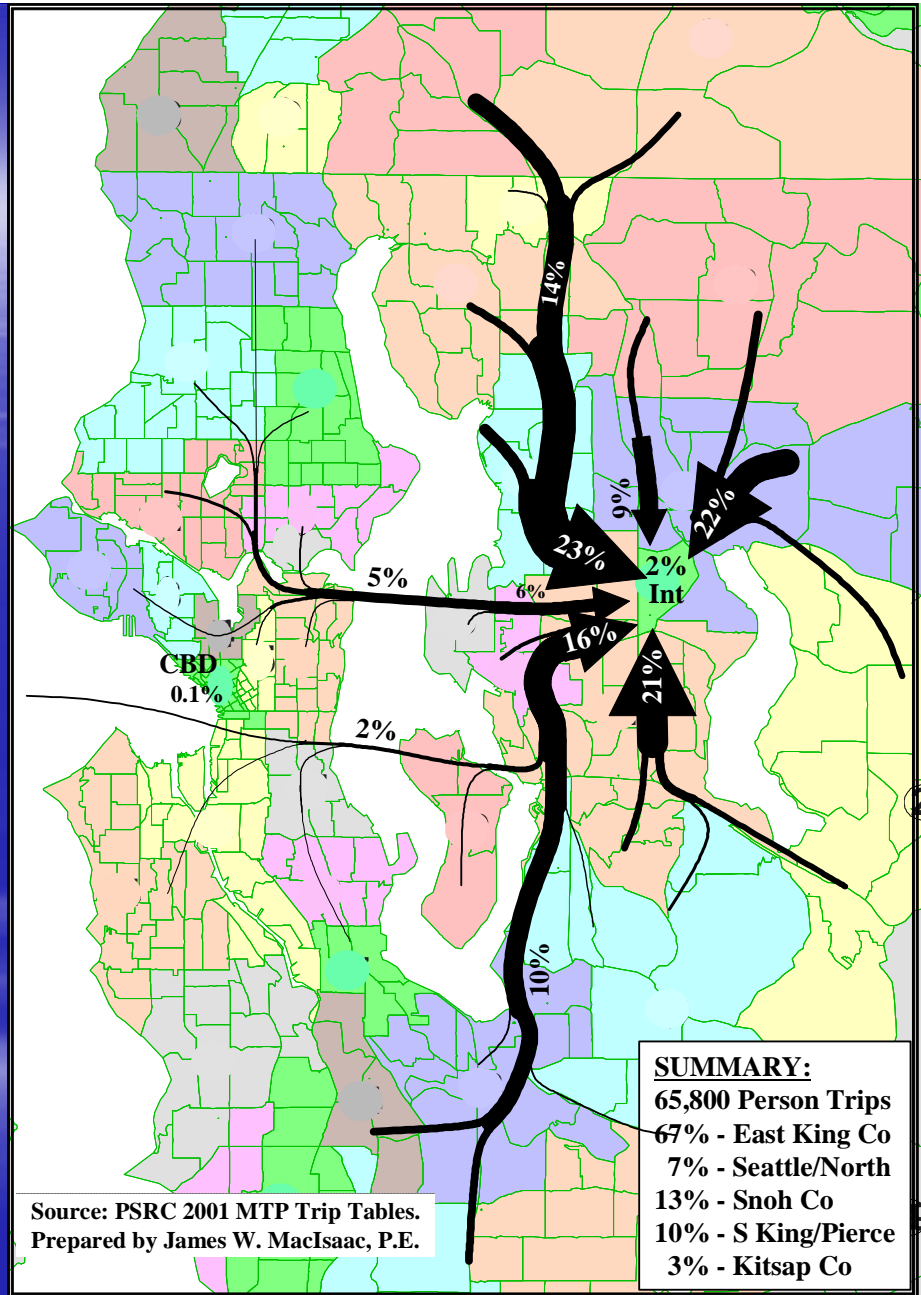 14%
9%
22%
23%
2%
Int
5%
6%
16%
CBD
0.1%
21%
2%
10%
SUMMARY:
65,800 Person Trips
67% - East King Co
7% - Seattle/North
13% - Snoh Co
10% - S King/Pierce
3% - Kitsap Co
Source: PSRC 2001 MTP Trip Tables.
Prepared by James W. MacIsaac, P.E.